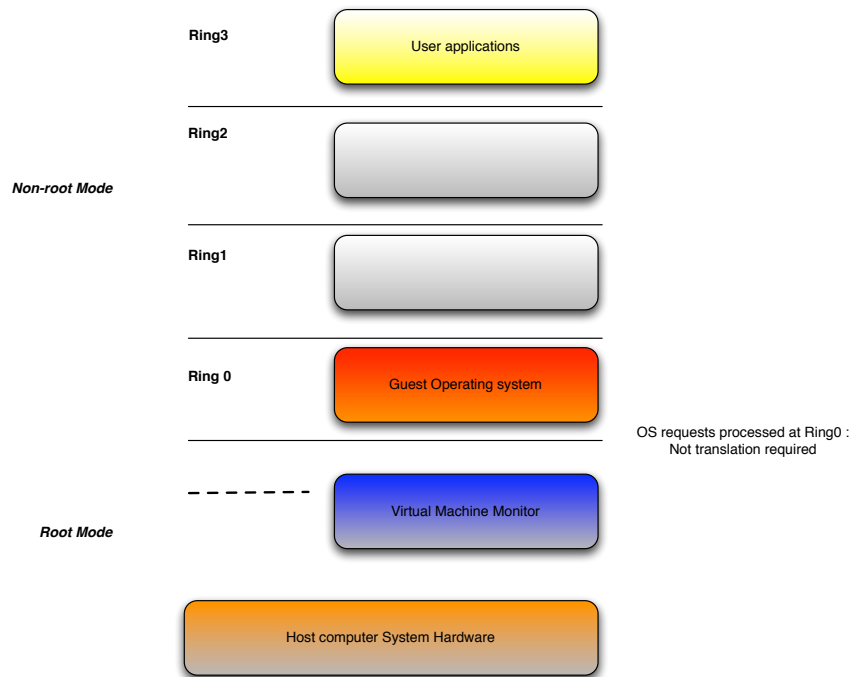 Ring3
User applications
Ring2
Non-root Mode
Ring1
Ring 0
Guest Operating system
OS requests processed at Ring0 :
Not translation required
Virtual Machine Monitor
Root Mode
Host computer System Hardware